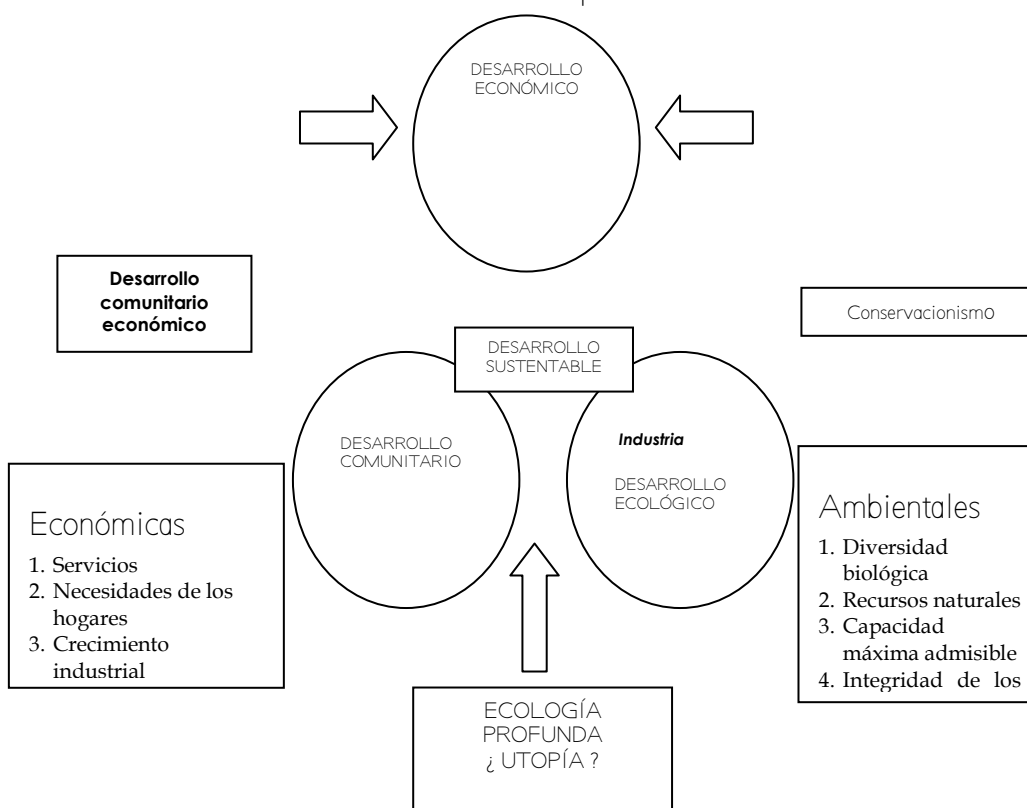 DESARROLLO
ECONÓMICO
Desarrollo
comunitario
económico
Conservacionismo
DESARROLLO
SUSTENTABLE
DESARROLLO
COMUNITARIO
Industria
DESARROLLO
ECOLÓGICO
Económicas
1. Servicios
2. Necesidades de los
hogares
3. Crecimiento
industrial
Ambientales
1. Diversidad
biológica
2. Recursos naturales
3. Capacidad
máxima admisible
4. Integridad de los
ECOLOGÍA
PROFUNDA
¿ UTOPÍA ?